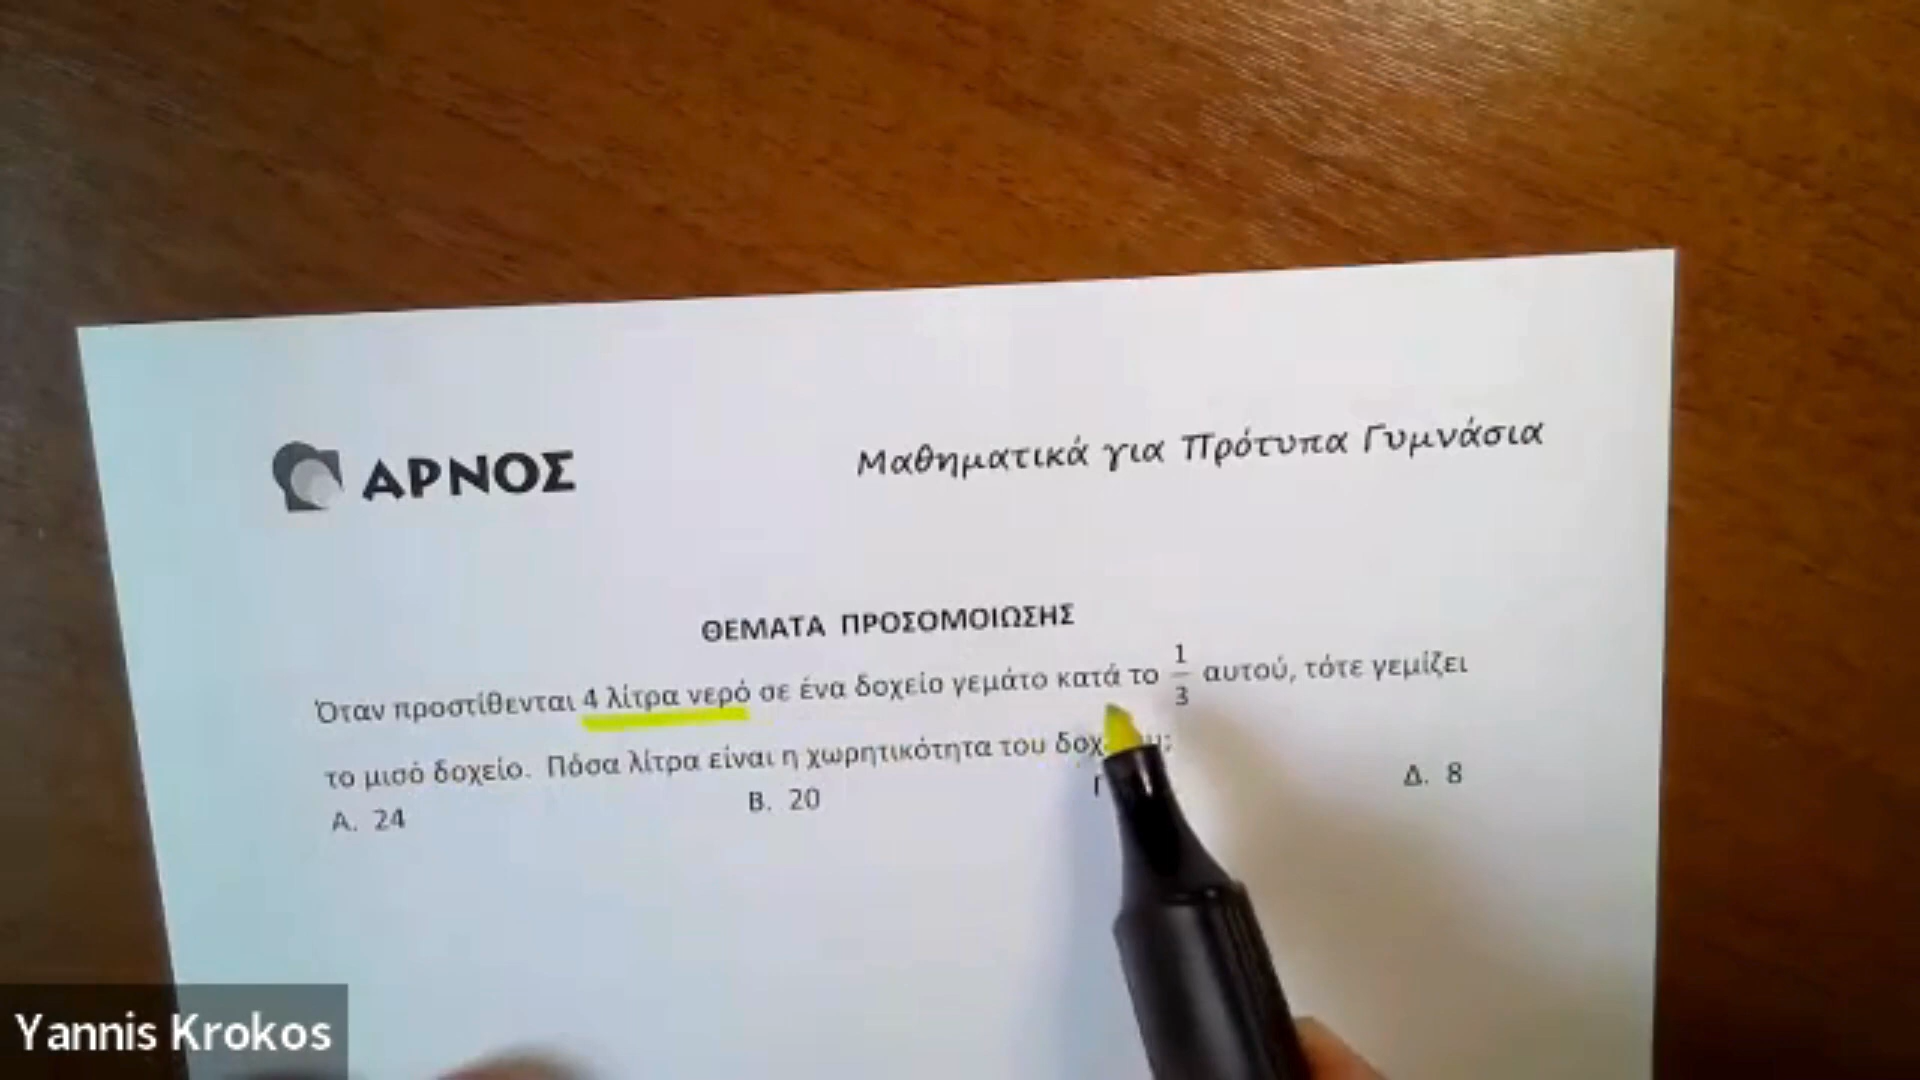 ΑΡΝΟΣ
Μαθηματικά για Πρότυπα Γυμνάσια
ΘΕΜΑΤΑ ΠΡΟΣΟΜΟΙΩΣΗΣ
Όταν προστίθενται 4 λίτρα νερό σε ένα δοχείο γεμάτο κατά το 1/3 αυτού, τότε γεμίζει
το μισό δοχείο. Πόσα λίτρα είναι η χωρητικότητα του
Α. 24 Β. 20 Γ Δ. 8
Yannis Krokos